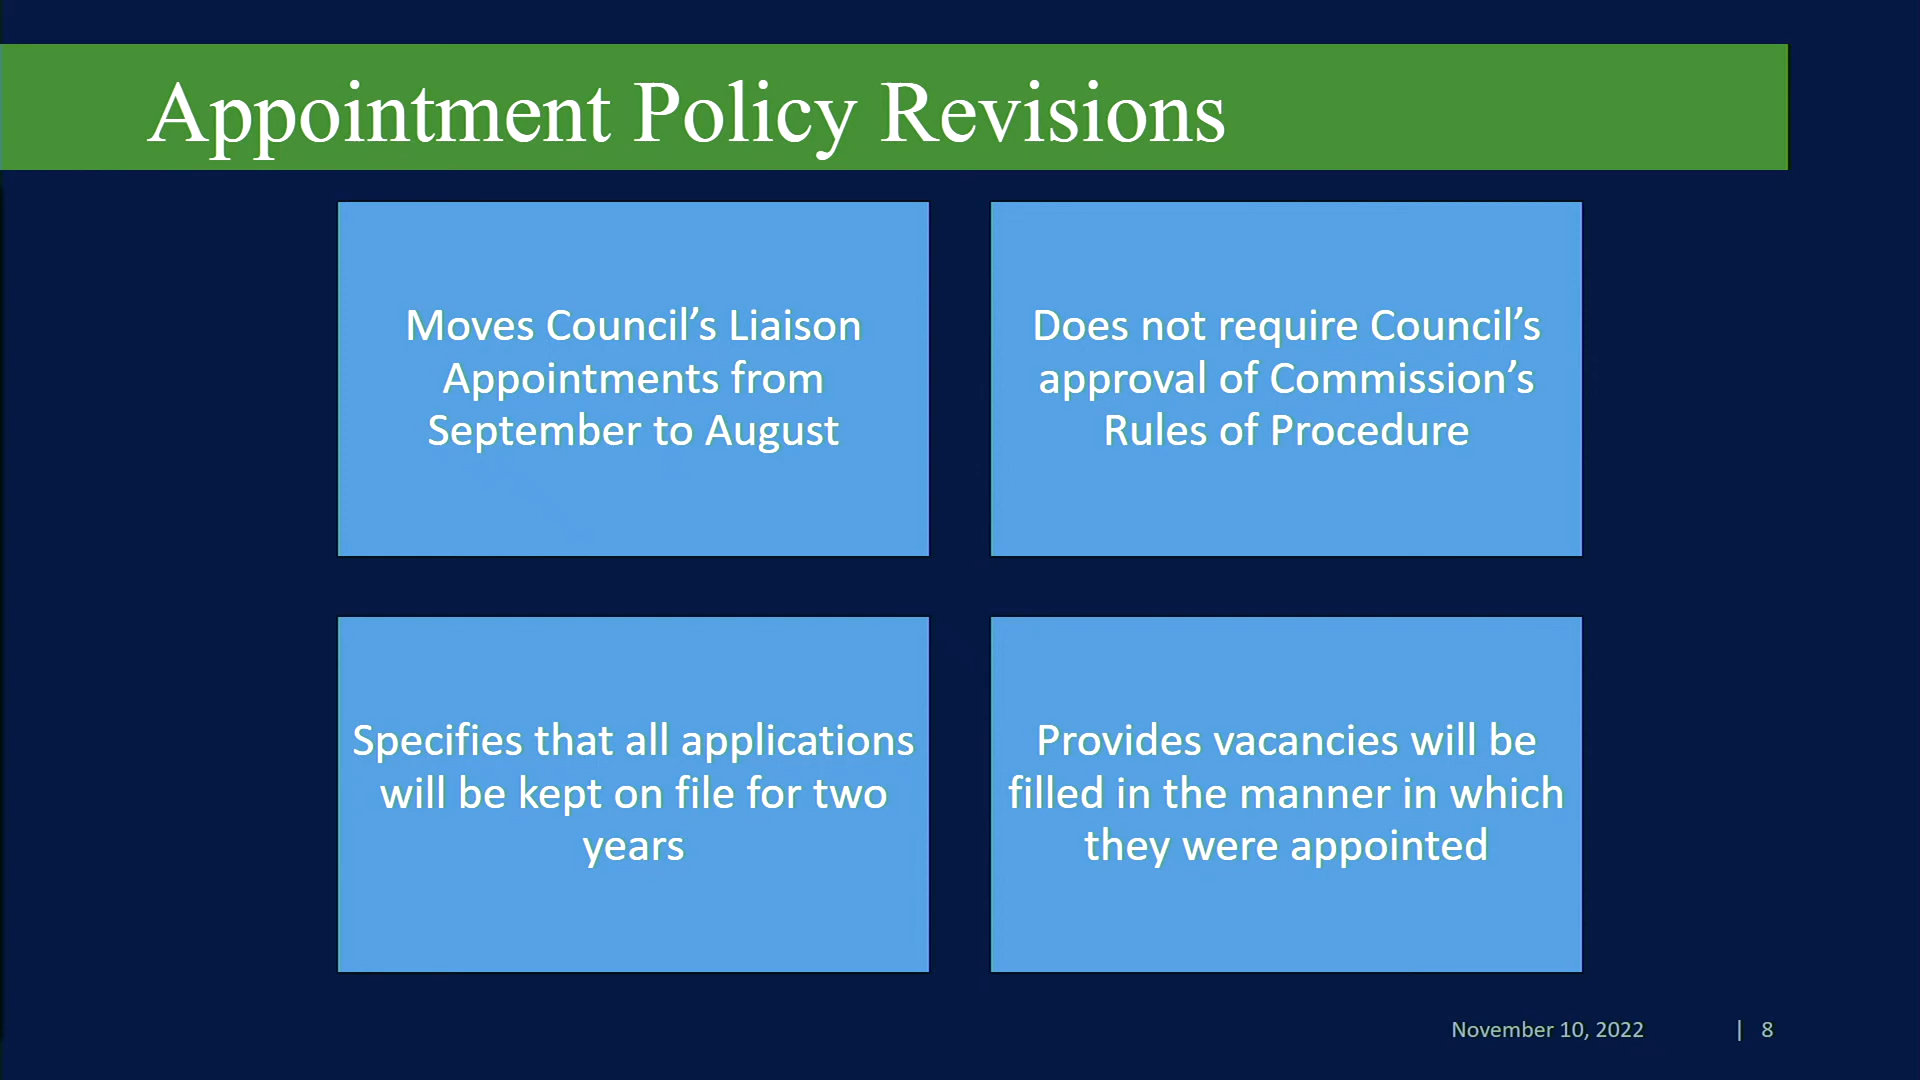 Appointment Policy Revisions
Moves Council’s Liaison
Appointments from
September to August
Does not require Council’s
approval of Commission’s
Rules of Procedure
Specifies that all applications
will be kept on file for two
years
Provides vacancies will be
filled in the manner in which
they were appointed
November 10, 2022 | 8